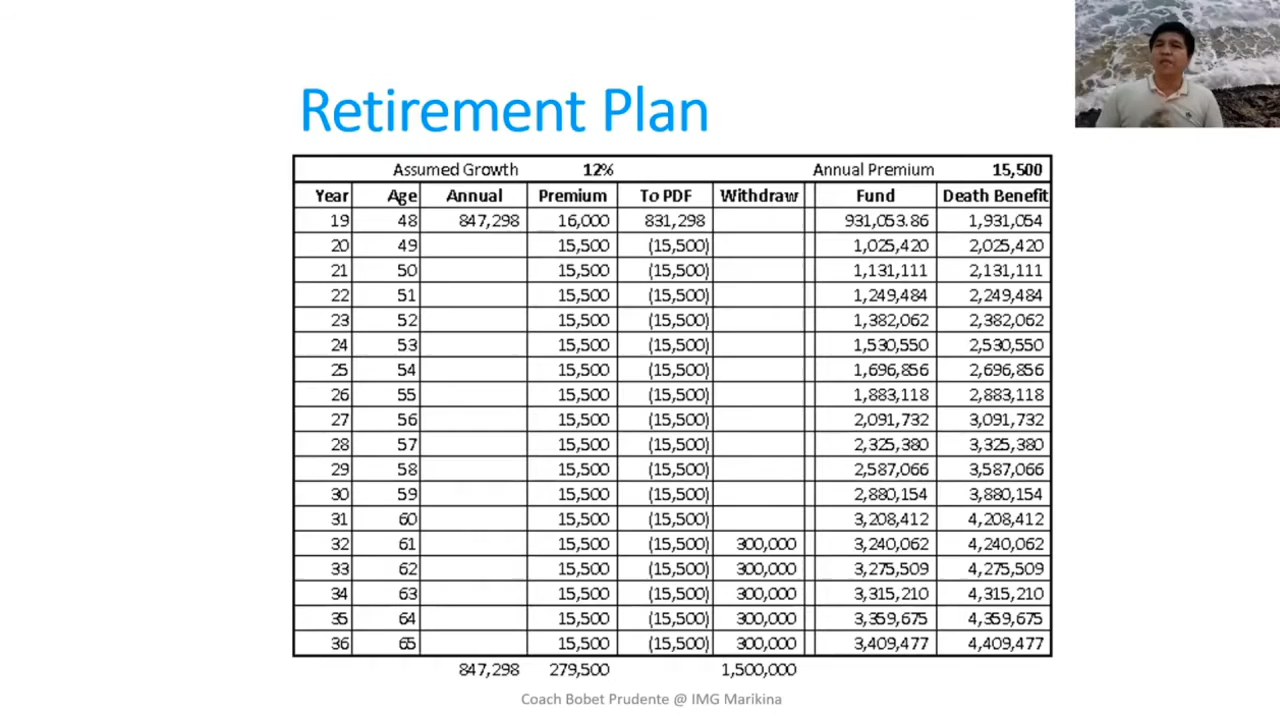 Retirement Plan
Assumed Growth 12% Annual Premium 15,500
Year Age Annual Premium To PDF Withdraw Fund Death Benefit
19 48 847,298 16,000 831,298 931,053.86 1,931,054
20 49 15,500 (15,500) 1,025,420 2,025,420
21 50 15,500 (15,500) 1,131,111 2,131,111
22 51 15,500 (15,500) 1,249,484 2,249,484
23 52 15,500 (15,500) 1,382,062 2,382,062
24 53 15,500 (15,500) 1,530,550 2,530,550
25 54 15,500 (15,500) 1,696,856 2,696,856
26 55 15,500 (15,500) 1,883,118 2,883,118
27 56 15,500 (15,500) 2,091,732 3,091,732
28 57 15,500 (15,500) 2,325,380 3,325,380
29 58 15,500 (15,500) 2,587,066 3,587,066
30 59 15,500 (15,500) 2,880,154 3,880,154
31 60 15,500 (15,500) 3,208,412 4,208,412
32 61 15,500 (15,500) 300,000 3,240,062 4,240,062
33 62 15,500 (15,500) 300,000 3,275,509 4,275,509
34 63 15,500 (15,500) 300,000 3,315,210 4,315,210
35 64 15,500 (15,500) 300,000 3,359,675 4,359,675
36 65 15,500 (15,500) 300,000 3,409,477 4,409,477
847,298 279,500 1,500,000
Coach Bobet Prudente @ IMG Marikina